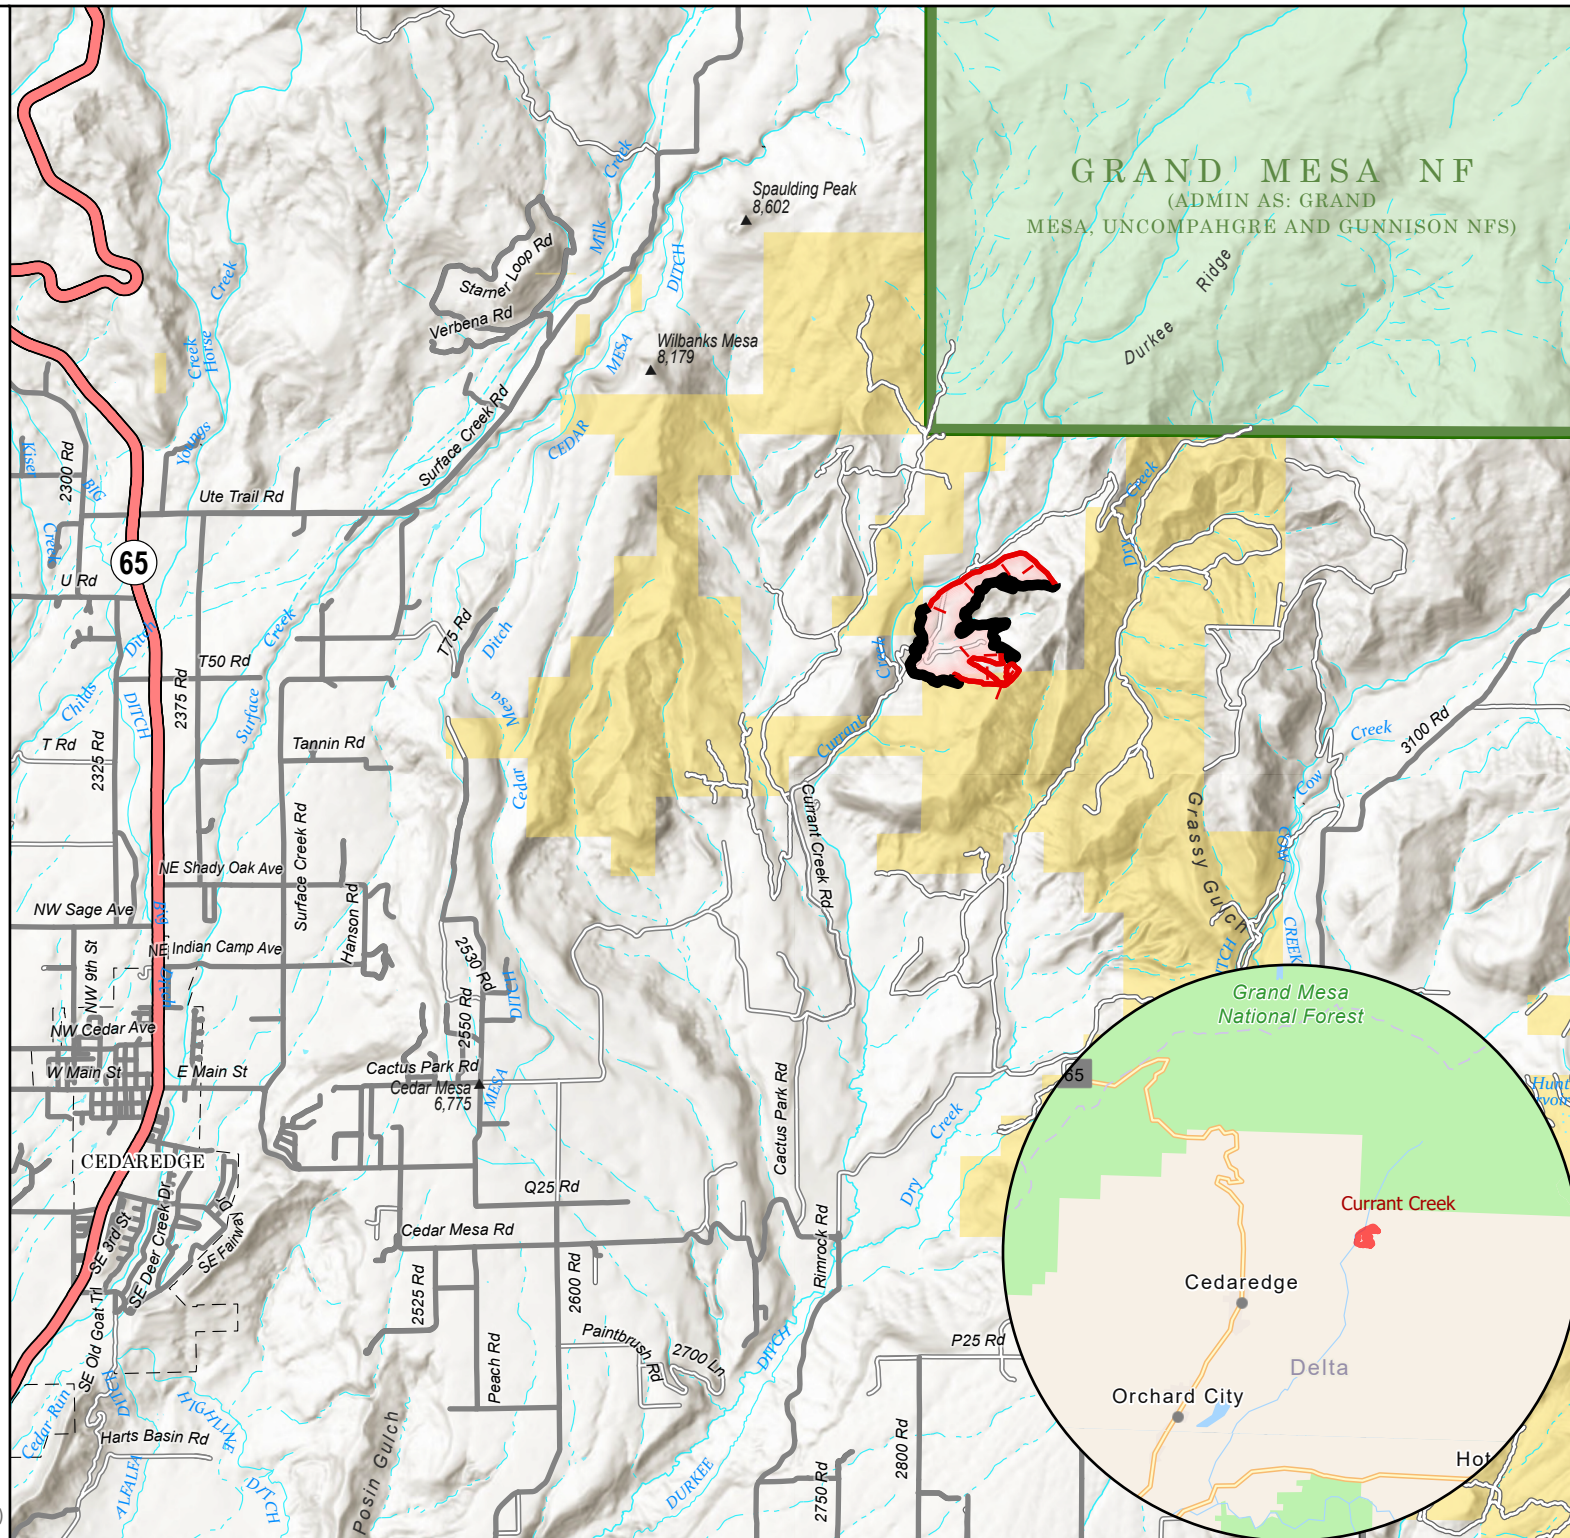 GRAND MESA NF
(ADMIN AS: GRAND
MESA, UNCOMPAHGRE AND GUNNISON NFS)
Spaulding Peak
8,602
Milk
Creek
Starner Loop Rd
Verbena Rd
DITCH
MESA
CEDAR
Wilbanks Mesa
8,179
Durkee
Ridge
Creek
Horse
Creek
Youngs
Surface Creek Rd
Kiser
Creek
2300 Rd
BIG
Ute Trail Rd
65
U Rd
Ditch
Childs
DITCH
Creek
Surface
T50 Rd
2375 Rd
T Rd
2325 Rd
T75 Rd
Ditch
Mesa
Cedar
Tannin Rd
Surface Creek Rd
Creek
Dry
Creek
Currant
Currant Creek Rd
Creek
3100 Rd
Cow
COW
CREEK
Grassy Gulch
NE Shady Oak Ave
NW Sage Ave
Big
Ditch
NW 9th St
NE Indian Camp Ave
Hanson Rd
2530 Rd
2550 Rd
DITCH
NW Cedar Ave
W Main St
E Main St
Cactus Park Rd
Cedar Mesa
6,775
MESA
Cactus Park Rd
Creek
Dry
CEDAREDGE
Q25 Rd
Cedar Mesa Rd
SE 3rd St
SE Deer Creek Dr
SE Fairway Dr
SE Old Goat Trl
2525 Rd
Peach Rd
2600 Rd
Rimrock Rd
Paintbrush Rd
2700 Ln
DITCH
DURKEE
P25 Rd
2800 Rd
2750 Rd
Cedar Run
DITCH
HIGHLINE
DITCH
ALFALFA
Harts Basin Rd
Posin Gulch
Grand Mesa
National Forest
65
Currant Creek
Cedaredge
Delta
Orchard City
Hot